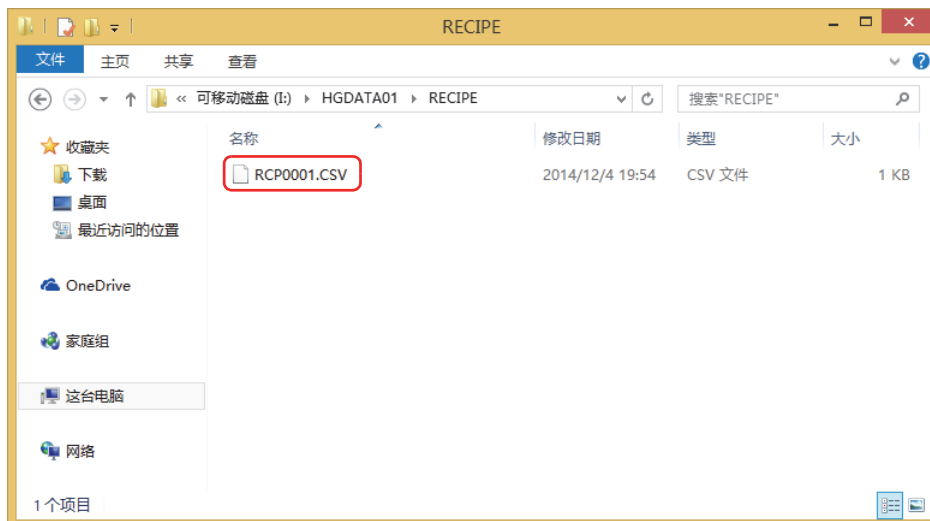 RECIPE
文件 主页 共享 查看
« 可移动磁盘 (I:) HGDATA01 RECIPE 搜索"RECIPE"
名称 修改日期 类型 大小
收藏夹
RCP0001.CSV 2014/12/4 19:54 CSV 文件 1 KB
下载
桌面
最近访问的位置
OneDrive
家庭组
这台电脑
网络
1 个项目